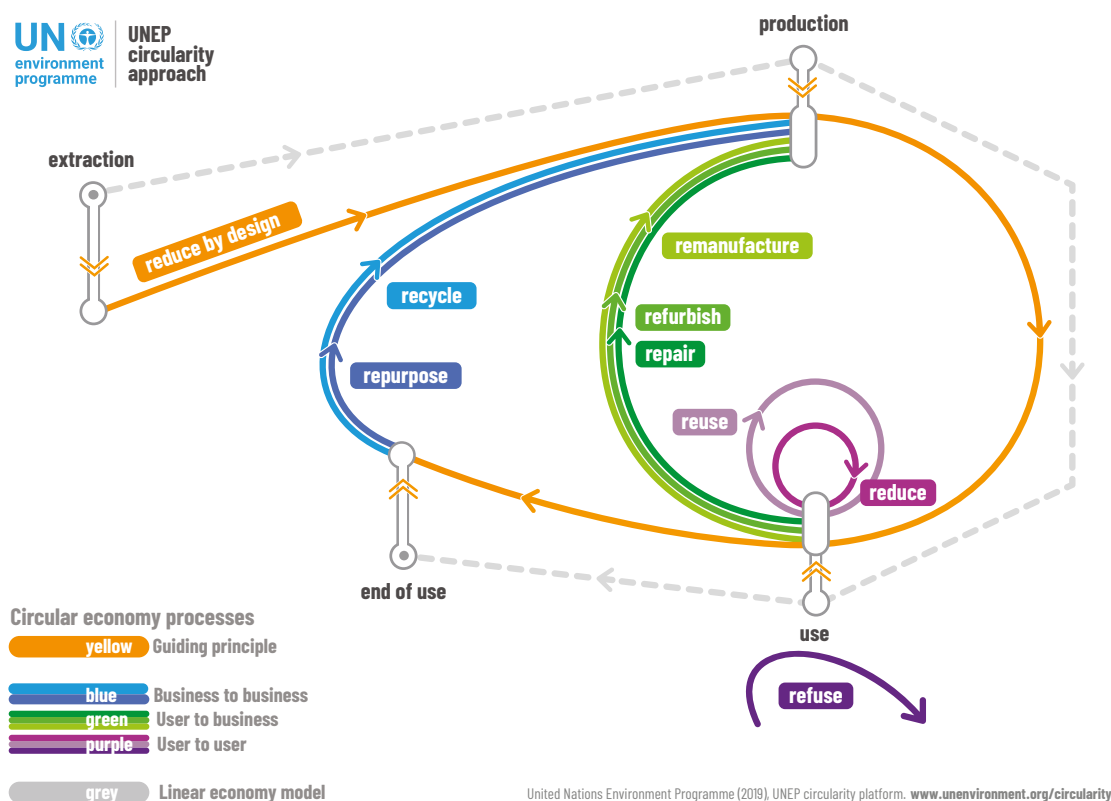 UN
environment
programme
UNEP
circularity
approach
production
extraction
reduce by design
remanufacture
recycle
refurbish
repair
repurpose
reuse
reduce
end of use
use
refuse
Circular economy processes
yellow Guiding principle
blue Business to business
green User to business
purple User to user
grey Linear economy model
United Nations Environment Programme (2019), UNEP circularity platform. www.unenvironment.org/circularity